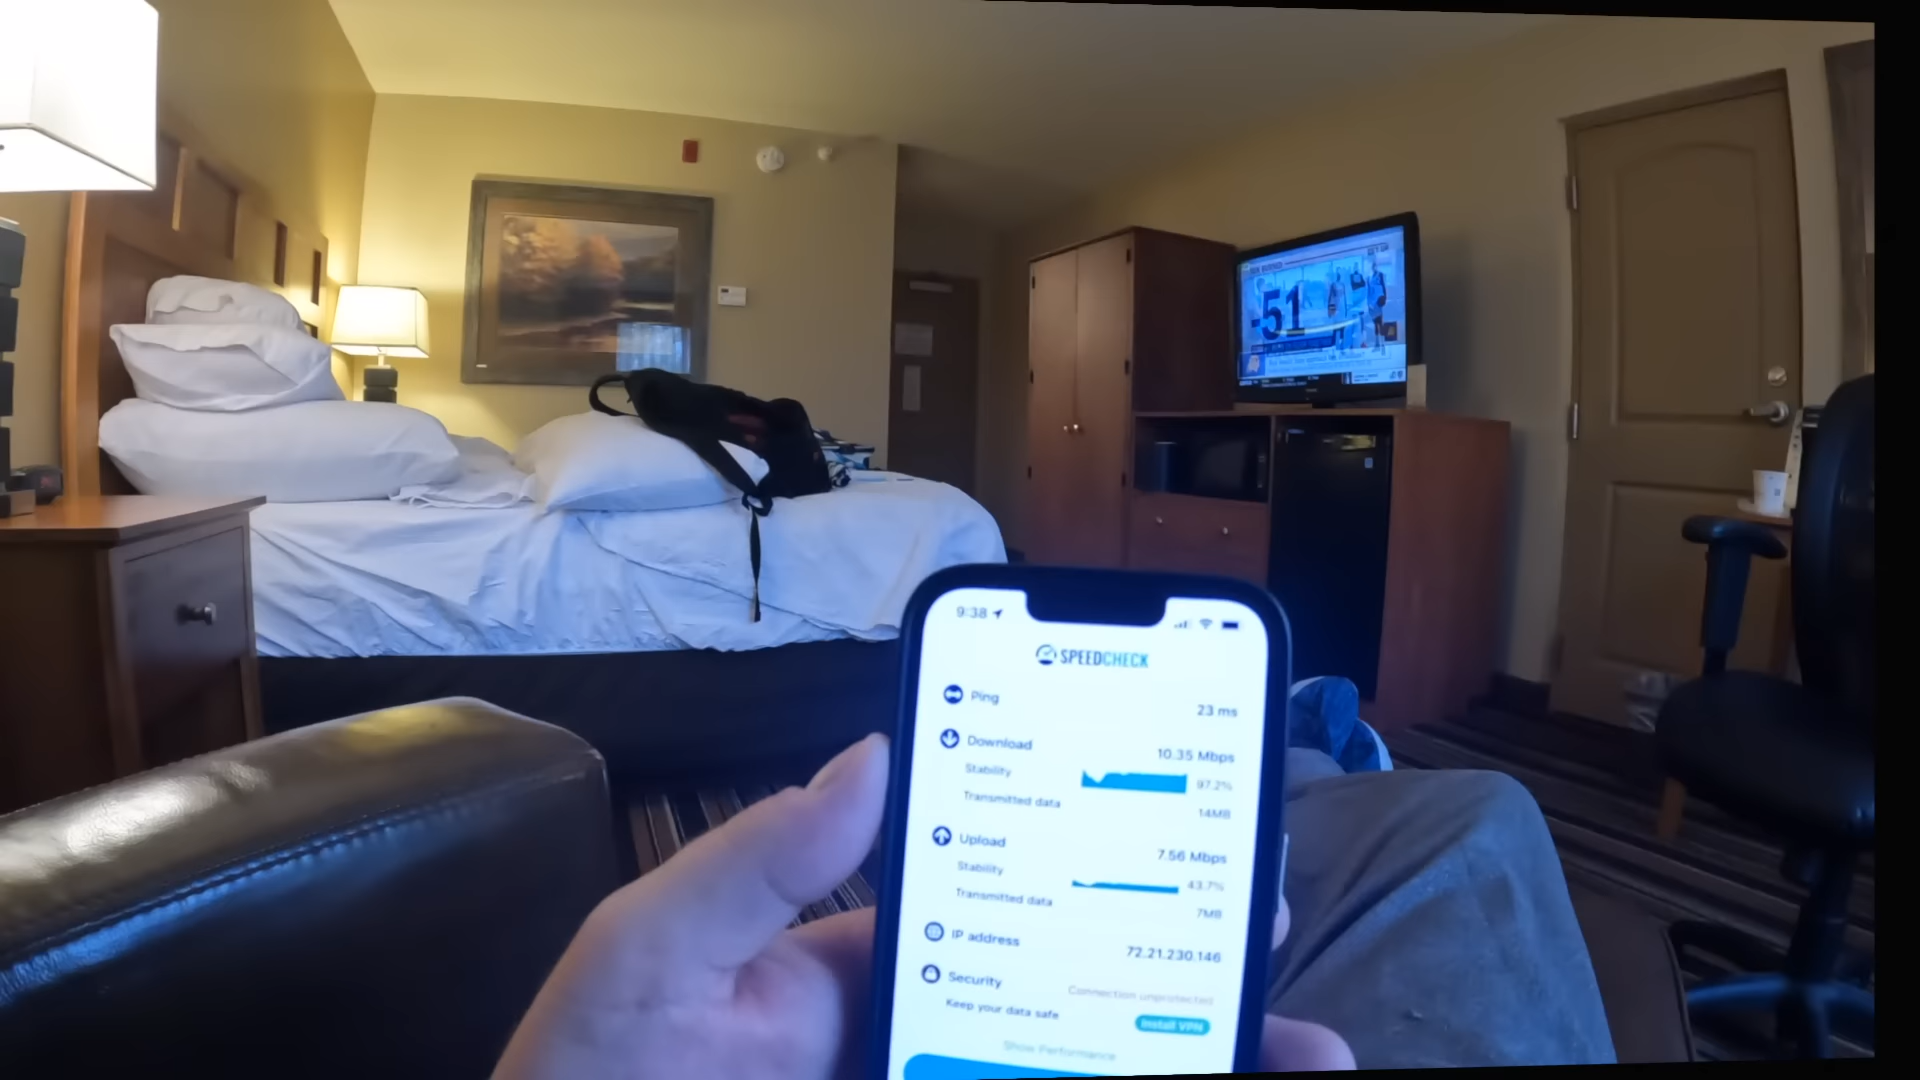 -51
9:38
SPEEDCHECK
Ping
23 ms
Download
10.35 Mbps
Stability
97.2%
Transmitted data
14MB
Upload
7.56 Mbps
Stability
43.7%
Transmitted data
7MB
IP address
72.21.230.146
Security
Connection unprotected
Keep your data safe
Install VPN
Show Performance